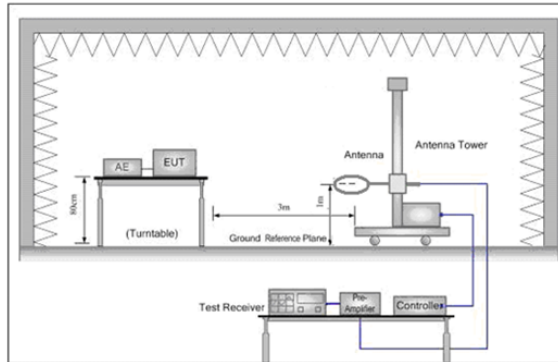 AE
EUT
80cm
(Turntable)
3m
Ground Reference Plane
1m
Antenna
Antenna Tower
Test Receiver
Pre-
Amplifier
Controller